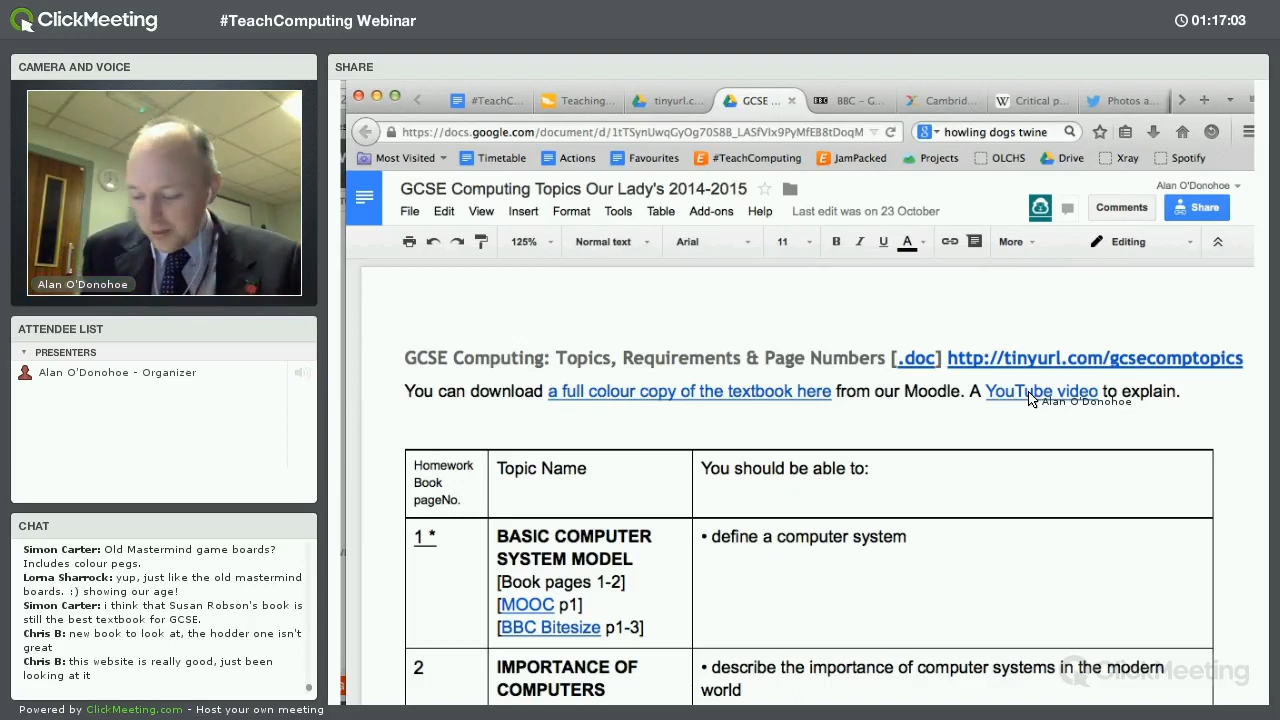 ClickMeeting
#TeachComputing Webinar
01:17:03
CAMERA AND VOICE
Alan O'Donohoe
ATTENDEE LIST
PRESENTERS
Alan O'Donohoe - Organizer
CHAT
Simon Carter: Old Mastermind game boards?
Includes colour pegs.
Lorna Sharrock: yup, just like the old mastermind
boards. :) showing our age!
Simon Carter: i think that Susan Robson's book is
still the best textbook for GCSE.
Chris B: new book to look at, the hodder one isn't
great
Chris B: this website is really good, just been
looking at it
Powered by ClickMeeting.com - Host your own meeting
SHARE
#TeachC...
Teaching...
tinyurl.c...
GCSE ...
BBC - G...
Cambrid...
Critical p...
Photos a...
https://docs.google.com/document/d/1tTSynUwqGyOg70S8B_LASfVlx9PyMfEB8tDoqM
howling dogs twine
Most Visited
Timetable
Actions
Favourites
#TeachComputing
JamPacked
Projects
OLCHS
Drive
Xray
Spotify
GCSE Computing Topics Our Lady's 2014-2015
Alan O'Donohoe
File Edit View Insert Format Tools Table Add-ons Help Last edit was on 23 October
Comments
Share
125% Normal text Arial 11 B I U A More Editing
GCSE Computing: Topics, Requirements & Page Numbers [.doc] http://tinyurl.com/gcsecomptopics
You can download a full colour copy of the textbook here from our Moodle. A YouTube video to explain.
Alan O'Donohoe
Homework
Book
pageNo.
Topic Name
You should be able to:
1 *
BASIC COMPUTER
SYSTEM MODEL
[Book pages 1-2]
[MOOC p1]
[BBC Bitesize p1-3]
• define a computer system
2
IMPORTANCE OF
COMPUTERS
• describe the importance of computer systems in the modern
world
ClickMeeting